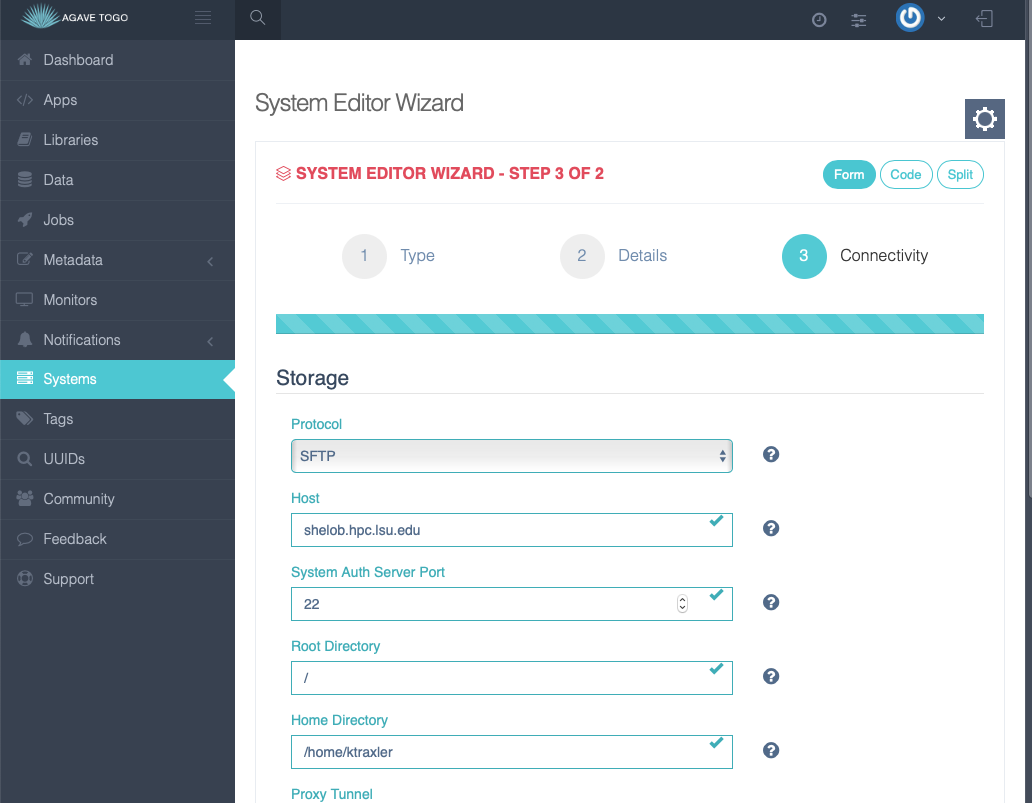 AGAVE TOGO
Dashboard
Apps
Libraries
Data
Jobs
Metadata
Monitors
Notifications
Systems
Tags
UUIDs
Community
Feedback
Support
System Editor Wizard
SYSTEM EDITOR WIZARD - STEP 3 OF 2
Form Code Split
1 Type 2 Details 3 Connectivity
Storage
Protocol
SFTP
Host
shelob.hpc.lsu.edu
System Auth Server Port
22
Root Directory
/
Home Directory
/home/ktraxler
Proxy Tunnel